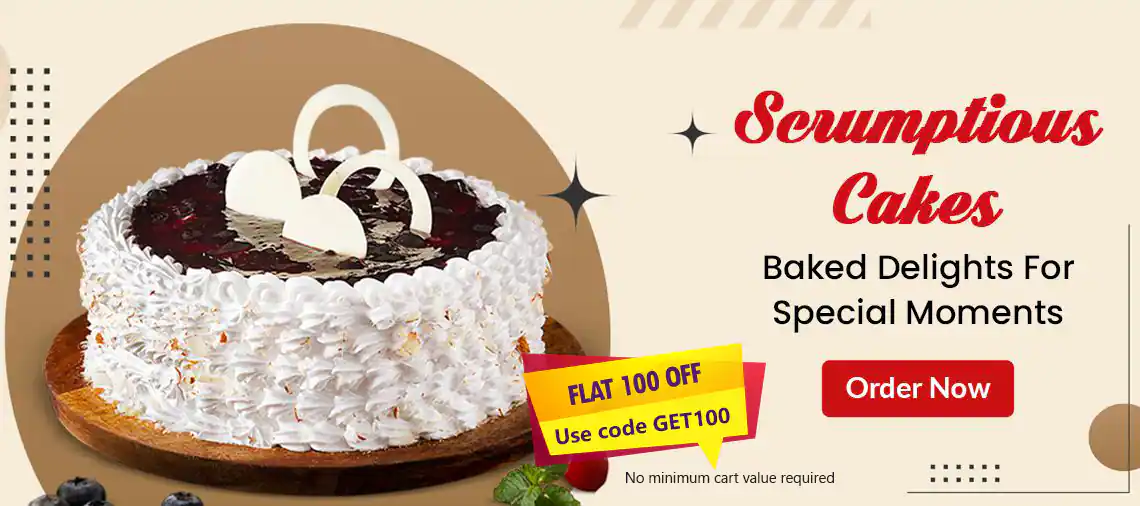 Scrumptious
Cakes
Baked Delights For
Special Moments
Order Now
FLAT 100 OFF
Use code GET100
No minimum cart value required